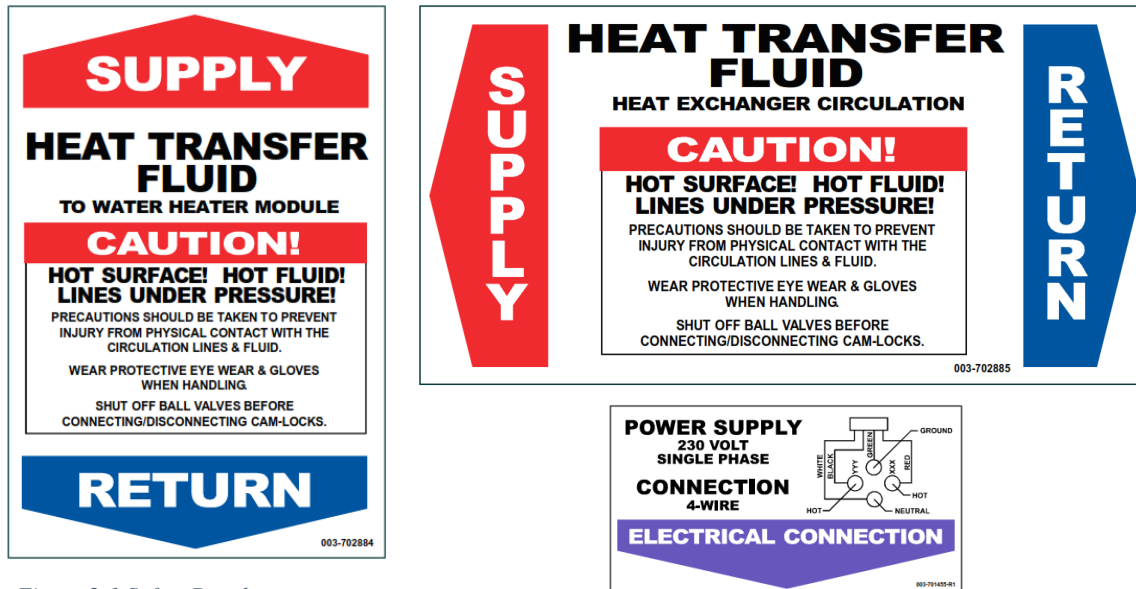 SUPPLY
HEAT TRANSFER
FLUID
TO WATER HEATER MODULE
CAUTION!
HOT SURFACE! HOT FLUID!
LINES UNDER PRESSURE!
PRECAUTIONS SHOULD BE TAKEN TO PREVENT
INJURY FROM PHYSICAL CONTACT WITH THE
CIRCULATION LINES & FLUID.
WEAR PROTECTIVE EYE WEAR & GLOVES
WHEN HANDLING.
SHUT OFF BALL VALVES BEFORE
CONNECTING/DISCONNECTING CAM-LOCKS.
RETURN
003-702884
SUPPLY
HEAT TRANSFER
FLUID
HEAT EXCHANGER CIRCULATION
CAUTION!
HOT SURFACE! HOT FLUID!
LINES UNDER PRESSURE!
PRECAUTIONS SHOULD BE TAKEN TO PREVENT
INJURY FROM PHYSICAL CONTACT WITH THE
CIRCULATION LINES & FLUID.
WEAR PROTECTIVE EYE WEAR & GLOVES
WHEN HANDLING.
SHUT OFF BALL VALVES BEFORE
CONNECTING/DISCONNECTING CAM-LOCKS.
003-702885
RETURN
POWER SUPPLY
230 VOLT
SINGLE PHASE
CONNECTION
4-WIRE
WHITE
BLACK
GREEN
GROUND
YYY
XXX
RED
HOT
HOT
NEUTRAL
ELECTRICAL CONNECTION
003-701455-R1